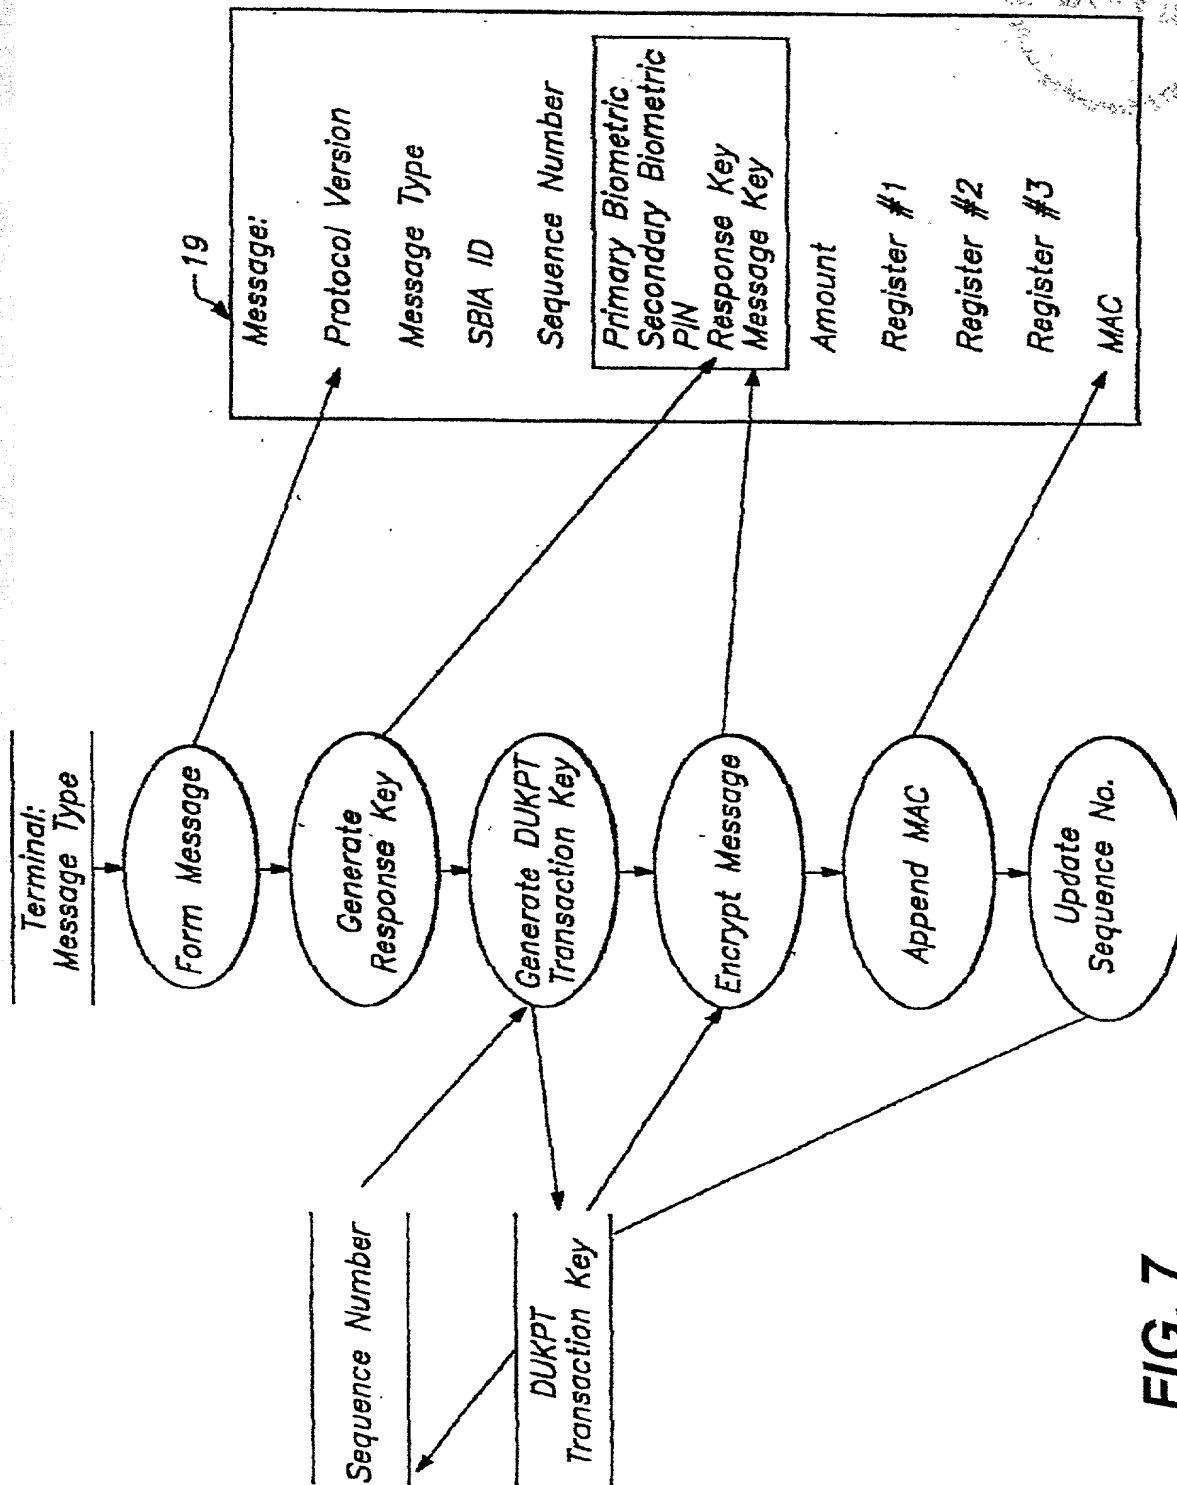 Terminal:
Message Type
Form Message
Generate
Response Key
Generate DUKPT
Transaction Key
Encrypt Message
Append MAC
Update
Sequence No.
Sequence Number
DUKPT
Transaction Key
19
Message:
Protocol Version
Message Type
SBIA ID
Sequence Number
Primary Biometric
Secondary Biometric
PIN
Response Key
Message Key
Amount
Register #1
Register #2
Register #3
MAC
FIG. 7